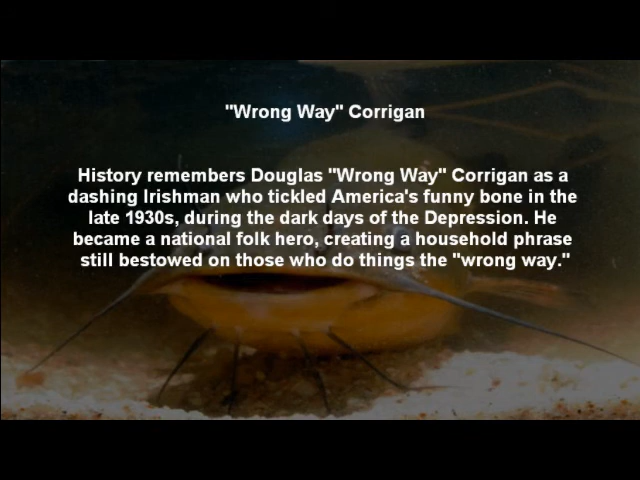 "Wrong Way" Corrigan
History remembers Douglas "Wrong Way" Corrigan as a
dashing Irishman who tickled America's funny bone in the
late 1930s, during the dark days of the Depression. He
became a national folk hero, creating a household phrase
still bestowed on those who do things the "wrong way."